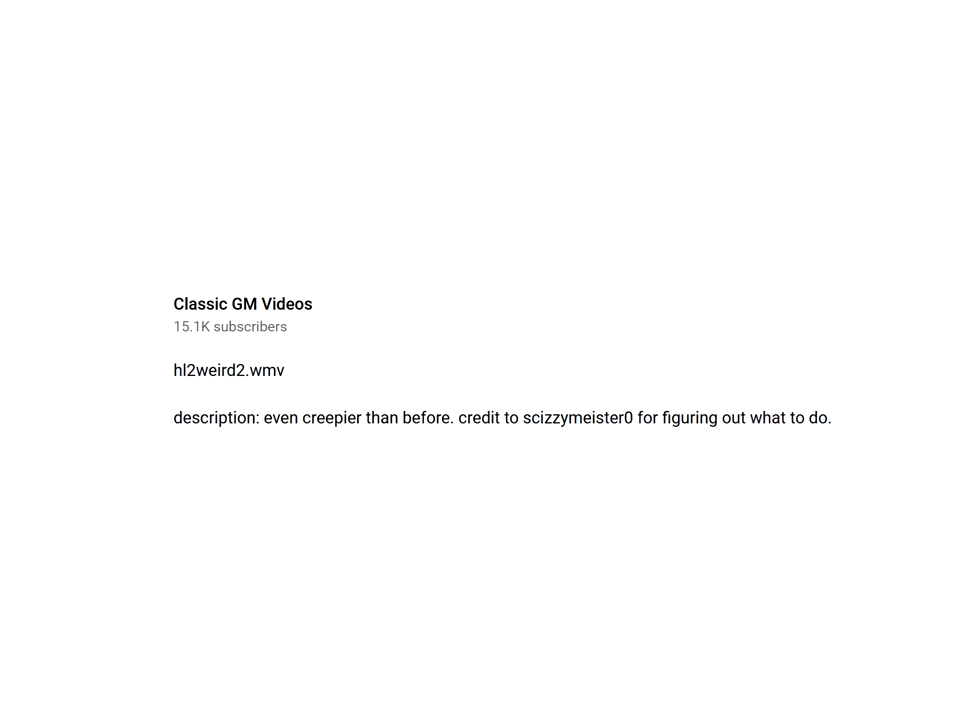 Classic GM Videos
15.1K subscribers
hl2weird2.wmv
description: even creepier than before. credit to scizzymeister0 for figuring out what to do.